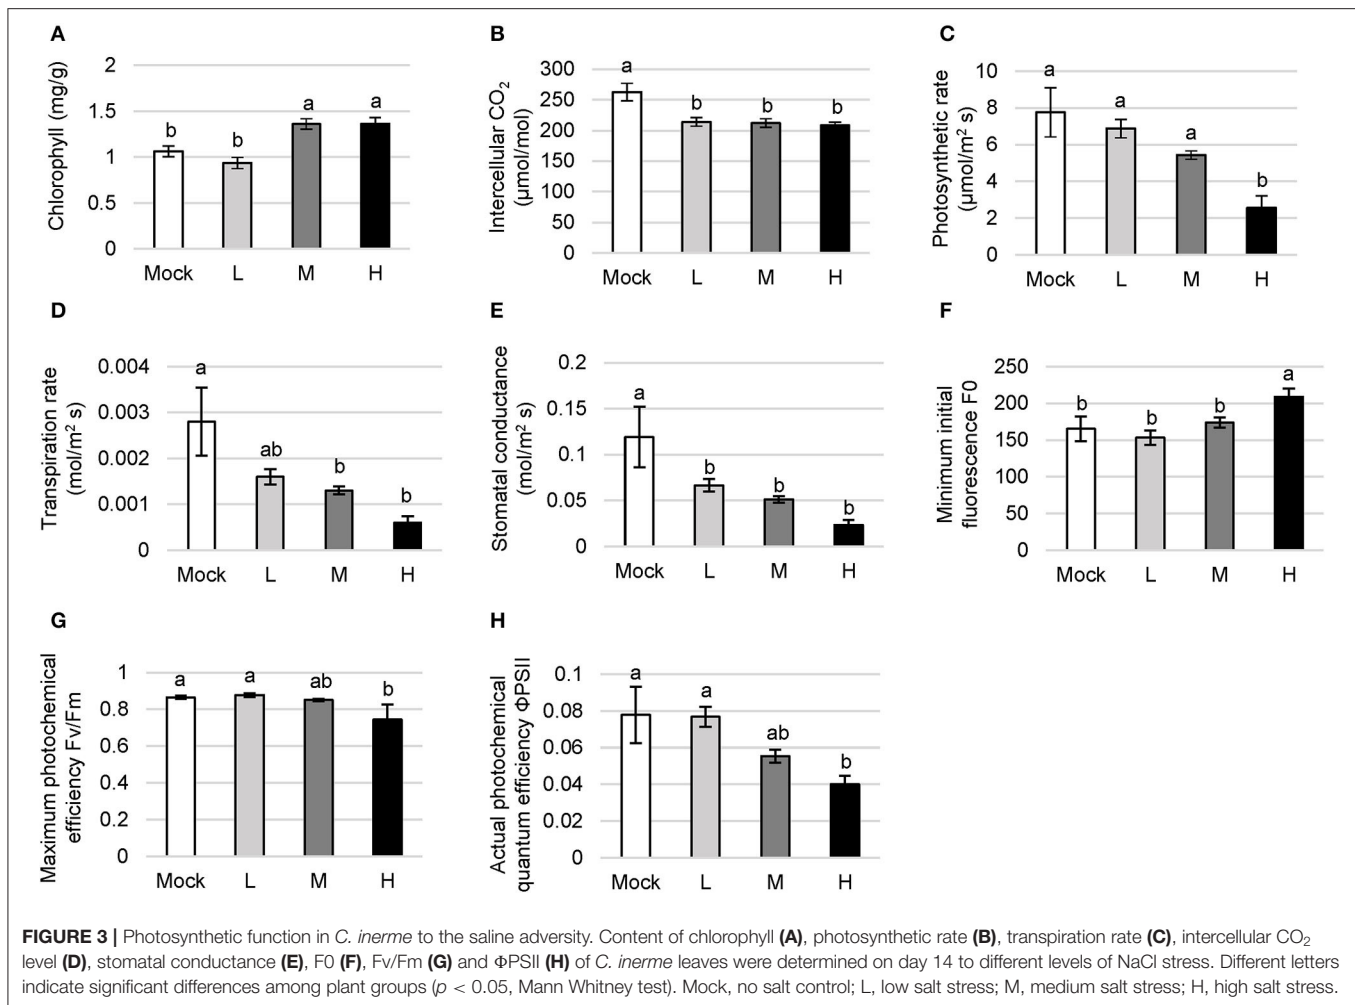 A
Chlorophyll (mg/g)
2
1.5
1
0.5
0
b
b
a
a
Mock L M H
B
Intercellular CO₂
(µmol/mol)
300
250
200
150
100
50
0
a
b
b
b
Mock L M H
C
Photosynthetic rate
(µmol/m² s)
10
8
6
4
2
0
a
a
a
b
Mock L M H
D
Transpiration rate
(mol/m² s)
0.004
0.003
0.002
0.001
0
a
ab
b
b
Mock L M H
E
Stomatal conductance
(mol/m² s)
0.2
0.15
0.1
0.05
0
a
b
b
b
Mock L M H
F
Minimum initial
fluorescence F0
250
200
150
100
50
0
b
b
b
a
Mock L M H
G
Maximum photochemical
efficiency Fv/Fm
1
0.8
0.6
0.4
0.2
0
a
a
ab
b
Mock L M H
H
Actual photochemical
quantum efficiency ΦPSII
0.1
0.08
0.06
0.04
0.02
0
a
a
ab
b
Mock L M H
FIGURE 3 | Photosynthetic function in C. inerme to the saline adversity. Content of chlorophyll (A), photosynthetic rate (B), transpiration rate (C), intercellular CO₂
level (D), stomatal conductance (E), F0 (F), Fv/Fm (G) and ΦPSII (H) of C. inerme leaves were determined on day 14 to different levels of NaCl stress. Different letters
indicate significant differences among plant groups (p < 0.05, Mann Whitney test). Mock, no salt control; L, low salt stress; M, medium salt stress; H, high salt stress.